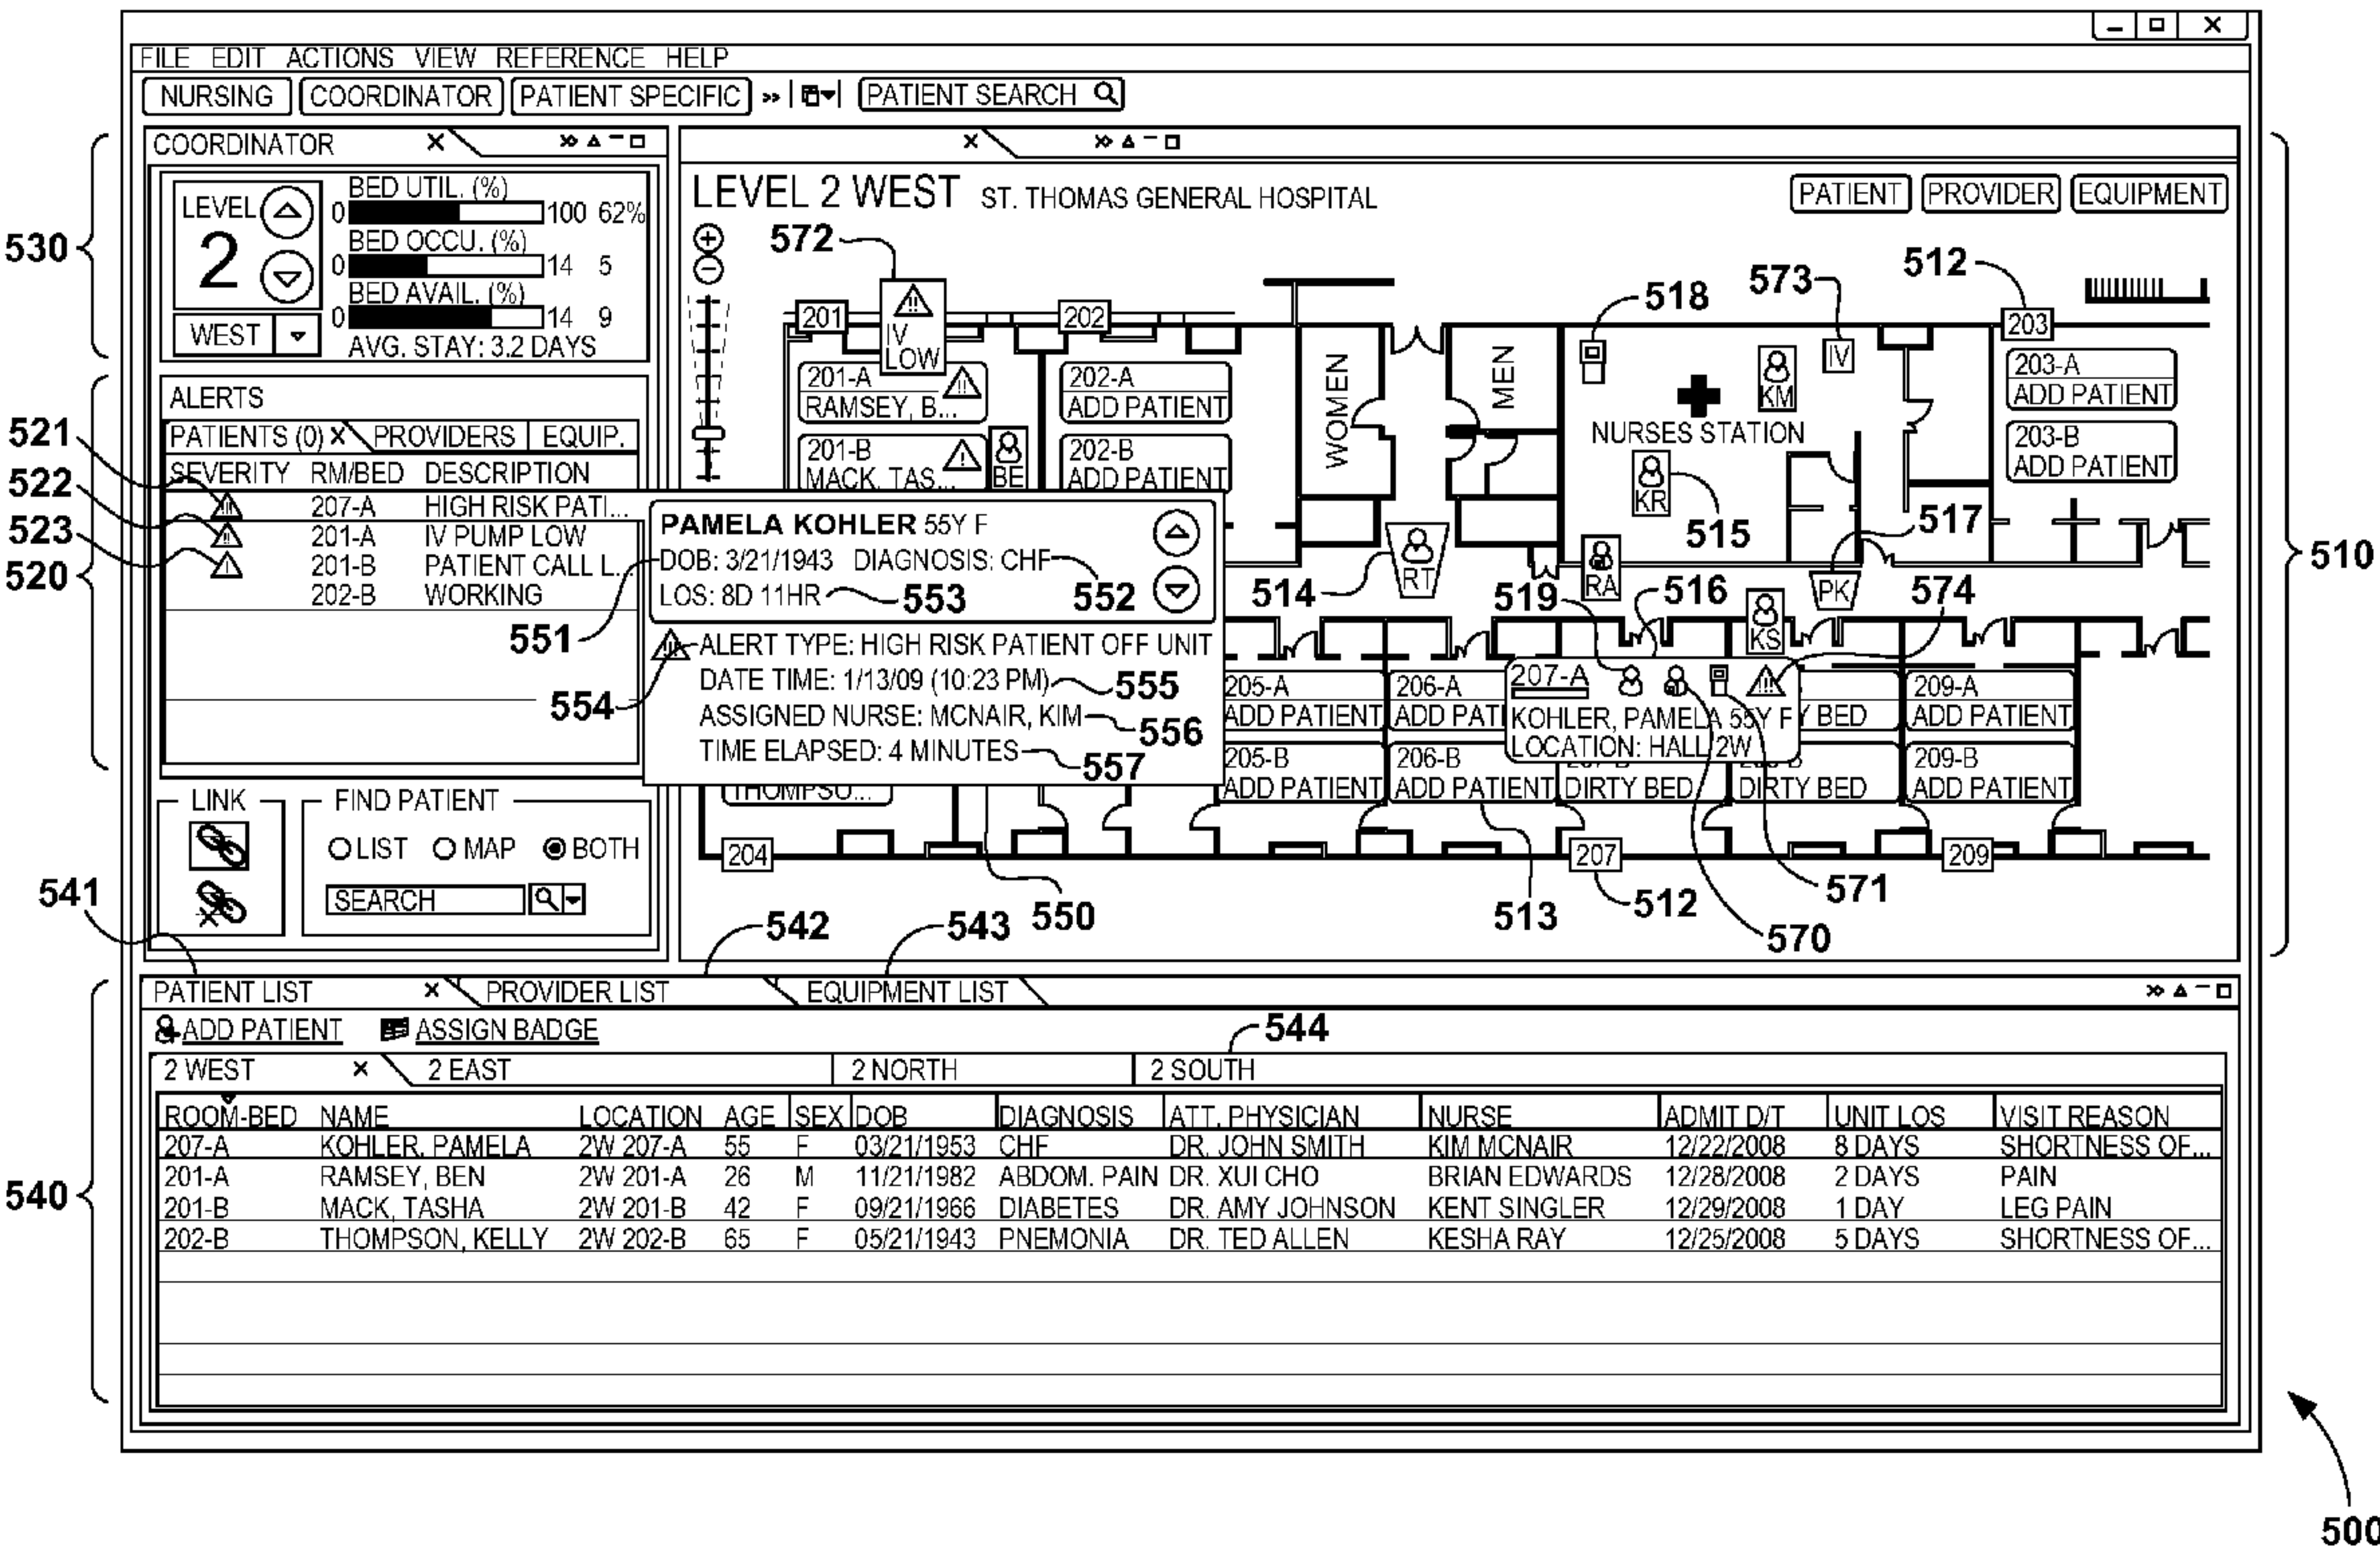 FILE EDIT ACTIONS VIEW REFERENCE HELP
NURSING COORDINATOR PATIENT SPECIFIC » PATIENT SEARCH
COORDINATOR X
530
LEVEL
2
WEST
BED UTIL. (%)
0 100 62%
BED OCCU. (%)
0 14 5
BED AVAIL. (%)
0 14 9
AVG. STAY: 3.2 DAYS
ALERTS
PATIENTS (0) X PROVIDERS EQUIP.
SEVERITY RM/BED DESCRIPTION
!!! 207-A HIGH RISK PATI...
!! 201-A IV PUMP LOW
! 201-B PATIENT CALL L...
202-B WORKING
521
522
523
520
LINK
FIND PATIENT
LIST MAP BOTH
SEARCH
541
X
LEVEL 2 WEST ST. THOMAS GENERAL HOSPITAL
PATIENT PROVIDER EQUIPMENT
572
518
573
512
510
201
!!
IV
LOW
202
203
201-A !!
RAMSEY, B...
201-B !
MACK, TAS...
BE
202-A
ADD PATIENT
202-B
ADD PATIENT
WOMEN
MEN
KM
IV
NURSES STATION
KR
515
203-A
ADD PATIENT
203-B
ADD PATIENT
517
514
RT
RA
PK
KS
519
516
574
PAMELA KOHLER 55Y F
DOB: 3/21/1943 DIAGNOSIS: CHF
LOS: 8D 11HR
551
553
552
!!! ALERT TYPE: HIGH RISK PATIENT OFF UNIT
DATE TIME: 1/13/09 (10:23 PM)
ASSIGNED NURSE: MCNAIR, KIM
TIME ELAPSED: 4 MINUTES
554
555
556
557
205-A
ADD PATIENT
206-A
ADD PATI
207-A !!!
KOHLER, PAMELA 55Y F
LOCATION: HALL 2W
Y BED
209-A
ADD PATIENT
205-B
ADD PATIENT
206-B
ADD PATIENT
DIRTY BED
DIRTY BED
209-B
ADD PATIENT
THOMPSO...
204
207
209
550
513
512
571
570
542
543
PATIENT LIST X PROVIDER LIST EQUIPMENT LIST
ADD PATIENT ASSIGN BADGE
544
2 WEST X 2 EAST 2 NORTH 2 SOUTH
540
ROOM-BED NAME LOCATION AGE SEX DOB DIAGNOSIS ATT. PHYSICIAN NURSE ADMIT D/T UNIT LOS VISIT REASON
207-A KOHLER, PAMELA 2W 207-A 55 F 03/21/1953 CHF DR. JOHN SMITH KIM MCNAIR 12/22/2008 8 DAYS SHORTNESS OF...
201-A RAMSEY, BEN 2W 201-A 26 M 11/21/1982 ABDOM. PAIN DR. XUI CHO BRIAN EDWARDS 12/28/2008 2 DAYS PAIN
201-B MACK, TASHA 2W 201-B 42 F 09/21/1966 DIABETES DR. AMY JOHNSON KENT SINGLER 12/29/2008 1 DAY LEG PAIN
202-B THOMPSON, KELLY 2W 202-B 65 F 05/21/1943 PNEMONIA DR. TED ALLEN KESHA RAY 12/25/2008 5 DAYS SHORTNESS OF...
500